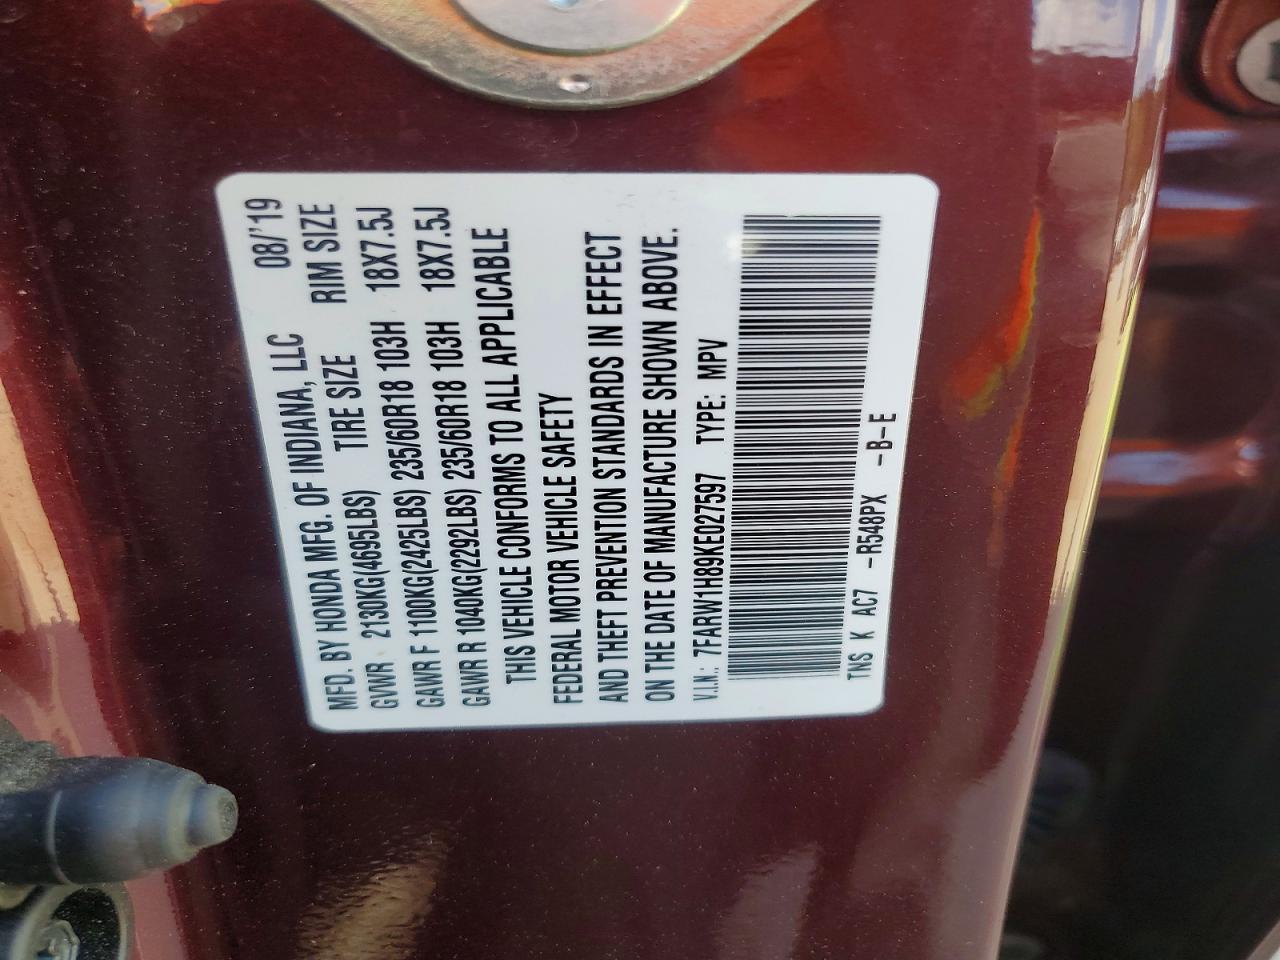 MFD. BY HONDA MFG. OF INDIANA, LLC 08/'19
GVWR 2130KG(4695LBS) TIRE SIZE RIM SIZE
GAWR F 1100KG(2425LBS) 235/60R18 103H 18X7.5J
GAWR R 1040KG(2292LBS) 235/60R18 103H 18X7.5J
THIS VEHICLE CONFORMS TO ALL APPLICABLE
FEDERAL MOTOR VEHICLE SAFETY
AND THEFT PREVENTION STANDARDS IN EFFECT
ON THE DATE OF MANUFACTURE SHOWN ABOVE.
V.I.N.: 7FARW1H89KE027597 TYPE: MPV
TNS K AC7 -R548PX -B-E